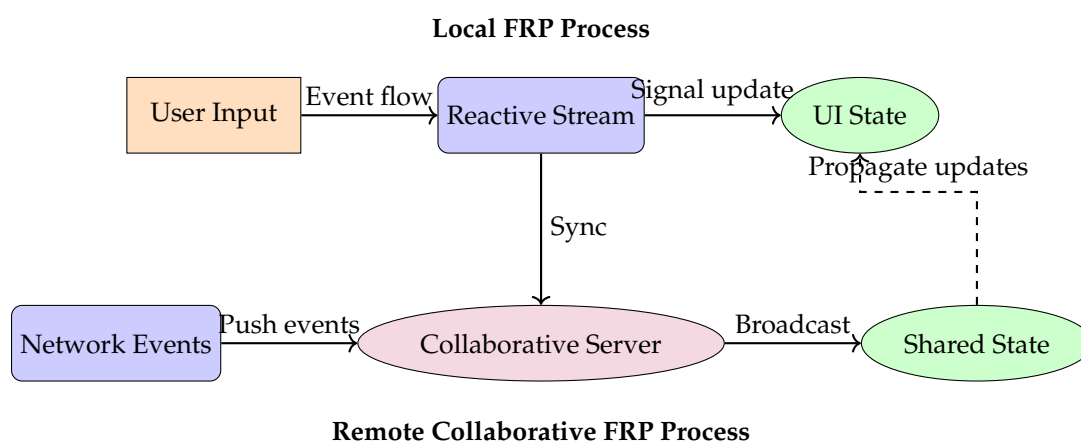 Local FRP Process
User Input
Event flow
Reactive Stream
Signal update
UI State
Propagate updates
Sync
Network Events
Push events
Collaborative Server
Broadcast
Shared State
Remote Collaborative FRP Process